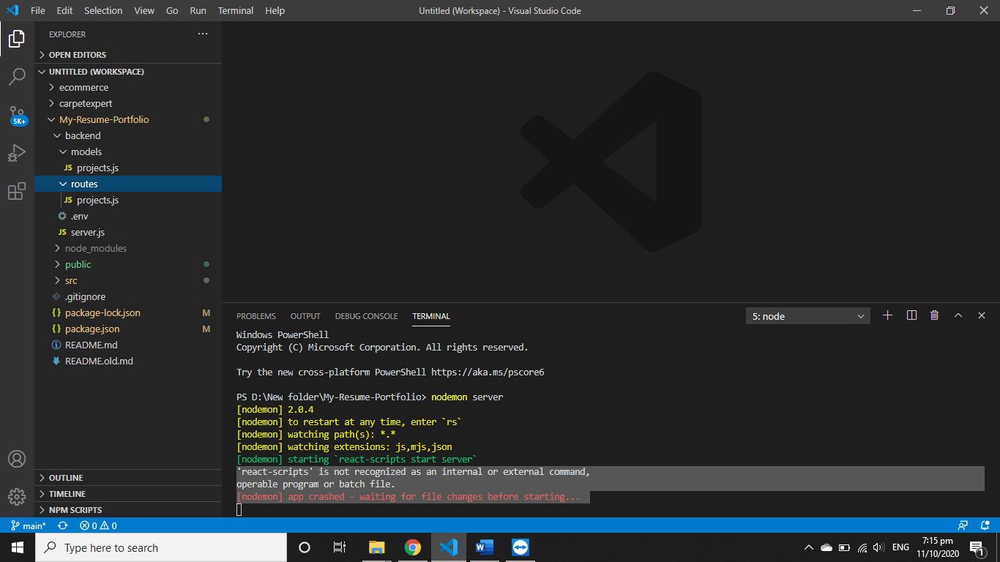 File Edit Selection View Go Run Terminal Help Untitled (Workspace) - Visual Studio Code
EXPLORER ...
OPEN EDITORS
UNTITLED (WORKSPACE)
ecommerce
carpetexpert
My-Resume-Portfolio
backend
models
JS projects.js
routes
JS projects.js
.env
JS server.js
node_modules
public
src
.gitignore
{} package-lock.json M
{} package.json M
README.md
README.old.md
OUTLINE
TIMELINE
NPM SCRIPTS
5K+
PROBLEMS OUTPUT DEBUG CONSOLE TERMINAL 5: node
Windows PowerShell
Copyright (C) Microsoft Corporation. All rights reserved.
Try the new cross-platform PowerShell https://aka.ms/pscore6
PS D:\New folder\My-Resume-Portfolio> nodemon server
[nodemon] 2.0.4
[nodemon] to restart at any time, enter `rs`
[nodemon] watching path(s): *.*
[nodemon] watching extensions: js,mjs,json
[nodemon] starting `react-scripts start server`
'react-scripts' is not recognized as an internal or external command,
operable program or batch file.
[nodemon] app crashed - waiting for file changes before starting...
main* 0 0
Type here to search
ENG
7:15 pm
11/10/2020
1